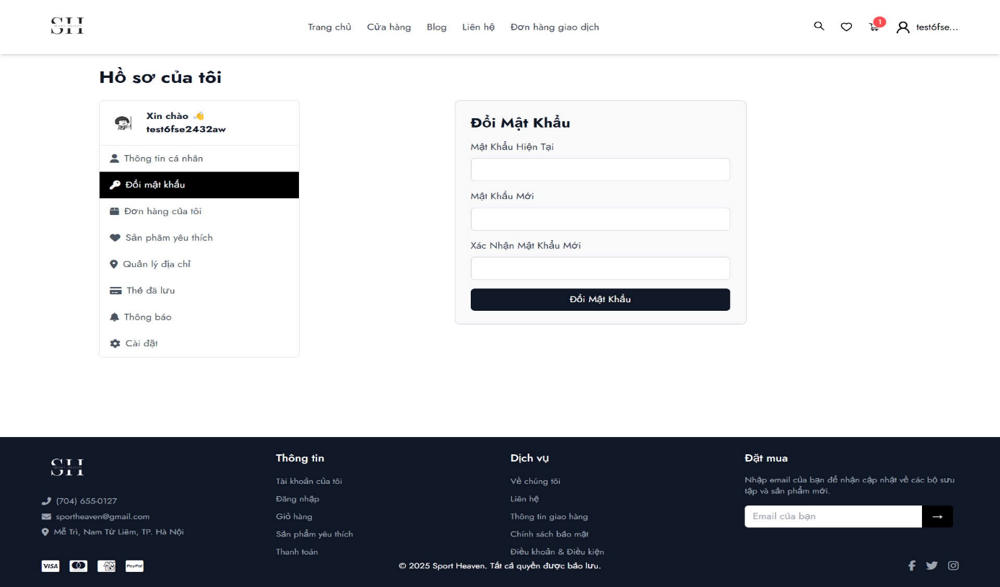 SH
SPORT HEAVEN
Trang chủ
Cửa hàng
Blog
Liên hệ
Đơn hàng giao dịch
1
test6fse...
Hồ sơ của tôi
Xin chào 👋
test6fse2432aw
Thông tin cá nhân
Đổi mật khẩu
Đơn hàng của tôi
Sản phẩm yêu thích
Quản lý địa chỉ
Thẻ đã lưu
Thông báo
Cài đặt
Đổi Mật Khẩu
Mật Khẩu Hiện Tại
Mật Khẩu Mới
Xác Nhận Mật Khẩu Mới
Đổi Mật Khẩu
SH
SPORT HEAVEN
(704) 655-0127
sportheaven@gmail.com
Mễ Trì, Nam Từ Liêm, TP. Hà Nội
Thông tin
Tài khoản của tôi
Đăng nhập
Giỏ hàng
Sản phẩm yêu thích
Thanh toán
Dịch vụ
Về chúng tôi
Liên hệ
Thông tin giao hàng
Chính sách bảo mật
Điều khoản & Điều kiện
Đặt mua
Nhập email của bạn để nhận cập nhật về các bộ sưu
tập và sản phẩm mới.
Email của bạn
→
VISA
AM
EX
PayPal
© 2025 Sport Heaven. Tất cả quyền được bảo lưu.